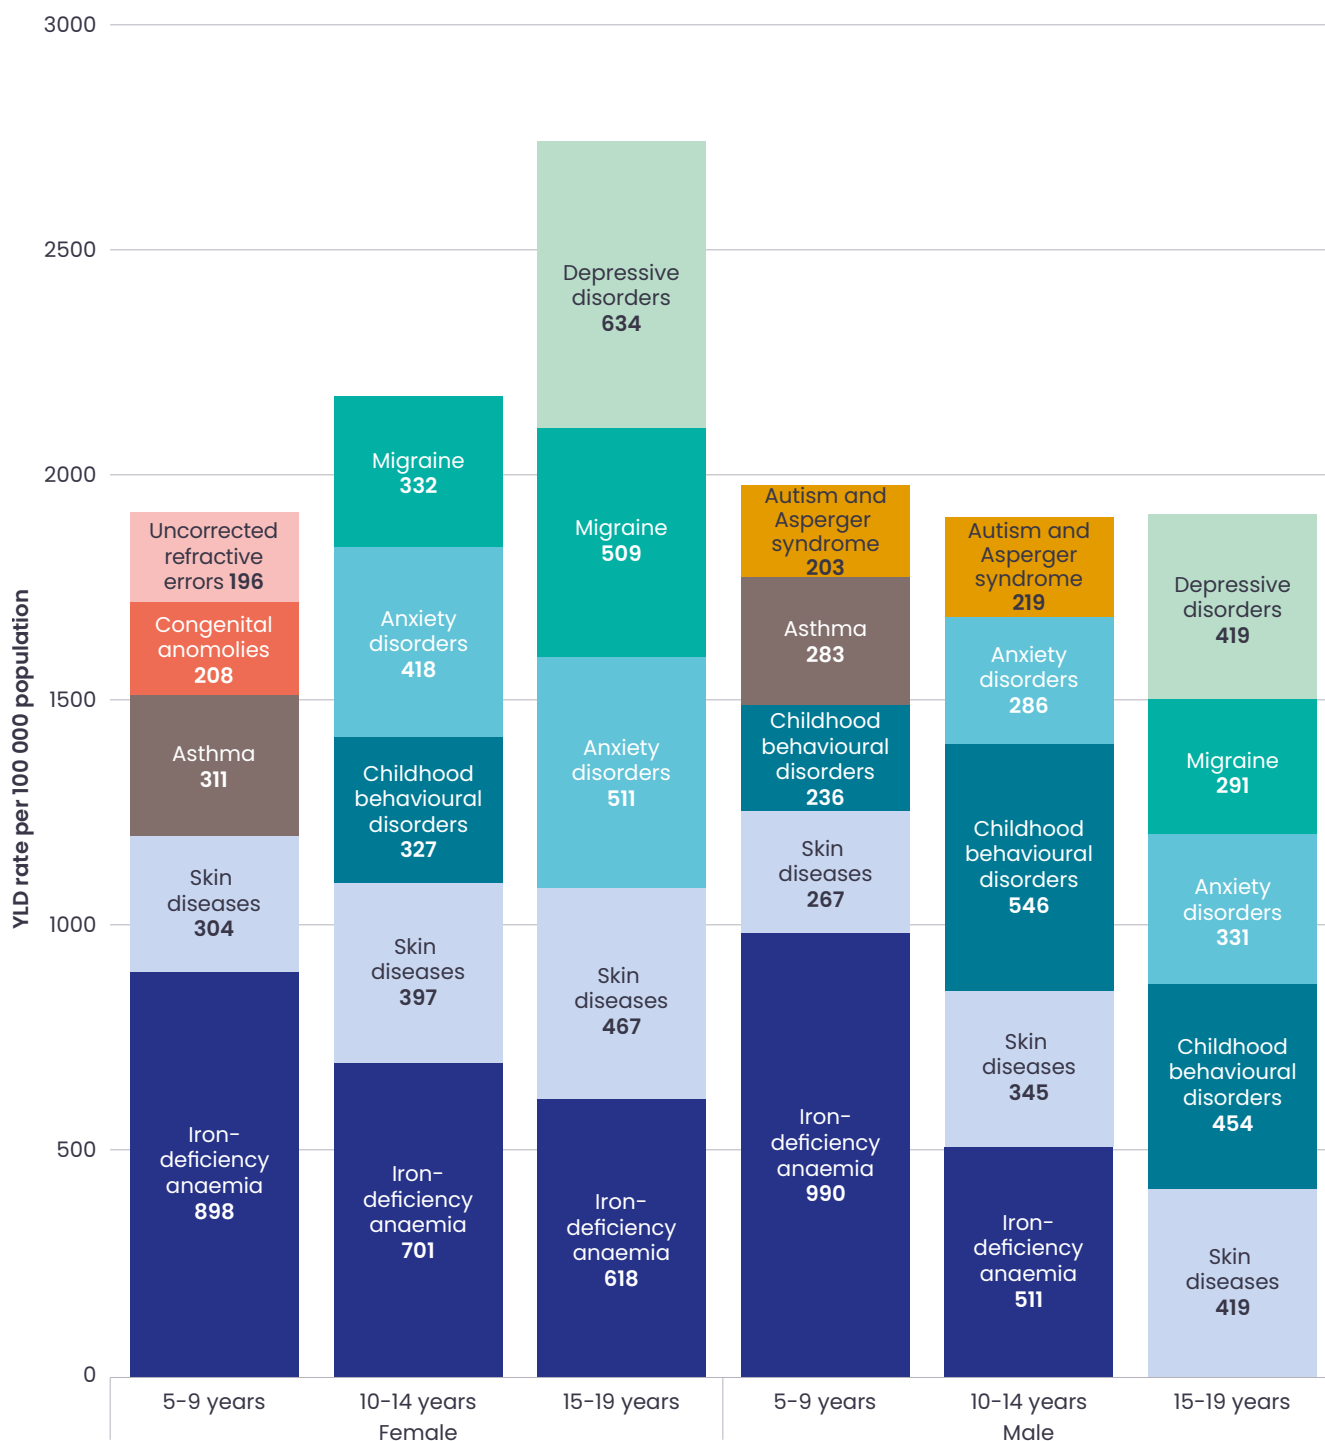 3000
2500
2000
1500
1000
500
0
YLD rate per 100 000 population
Uncorrected
refractive
errors 196
Congenital
anomolies
208
Asthma
311
Skin
diseases
304
Iron-
deficiency
anaemia
898
Migraine
332
Anxiety
disorders
418
Childhood
behavioural
disorders
327
Skin
diseases
397
Iron-
deficiency
anaemia
701
Depressive
disorders
634
Migraine
509
Anxiety
disorders
511
Skin
diseases
467
Iron-
deficiency
anaemia
618
Autism and
Asperger
syndrome
203
Asthma
283
Childhood
behavioural
disorders
236
Skin
diseases
267
Iron-
deficiency
anaemia
990
Autism and
Asperger
syndrome
219
Anxiety
disorders
286
Childhood
behavioural
disorders
546
Skin
diseases
345
Iron-
deficiency
anaemia
511
Depressive
disorders
419
Migraine
291
Anxiety
disorders
331
Childhood
behavioural
disorders
454
Skin
diseases
419
5-9 years
10-14 years
15-19 years
5-9 years
10-14 years
15-19 years
Female
Male